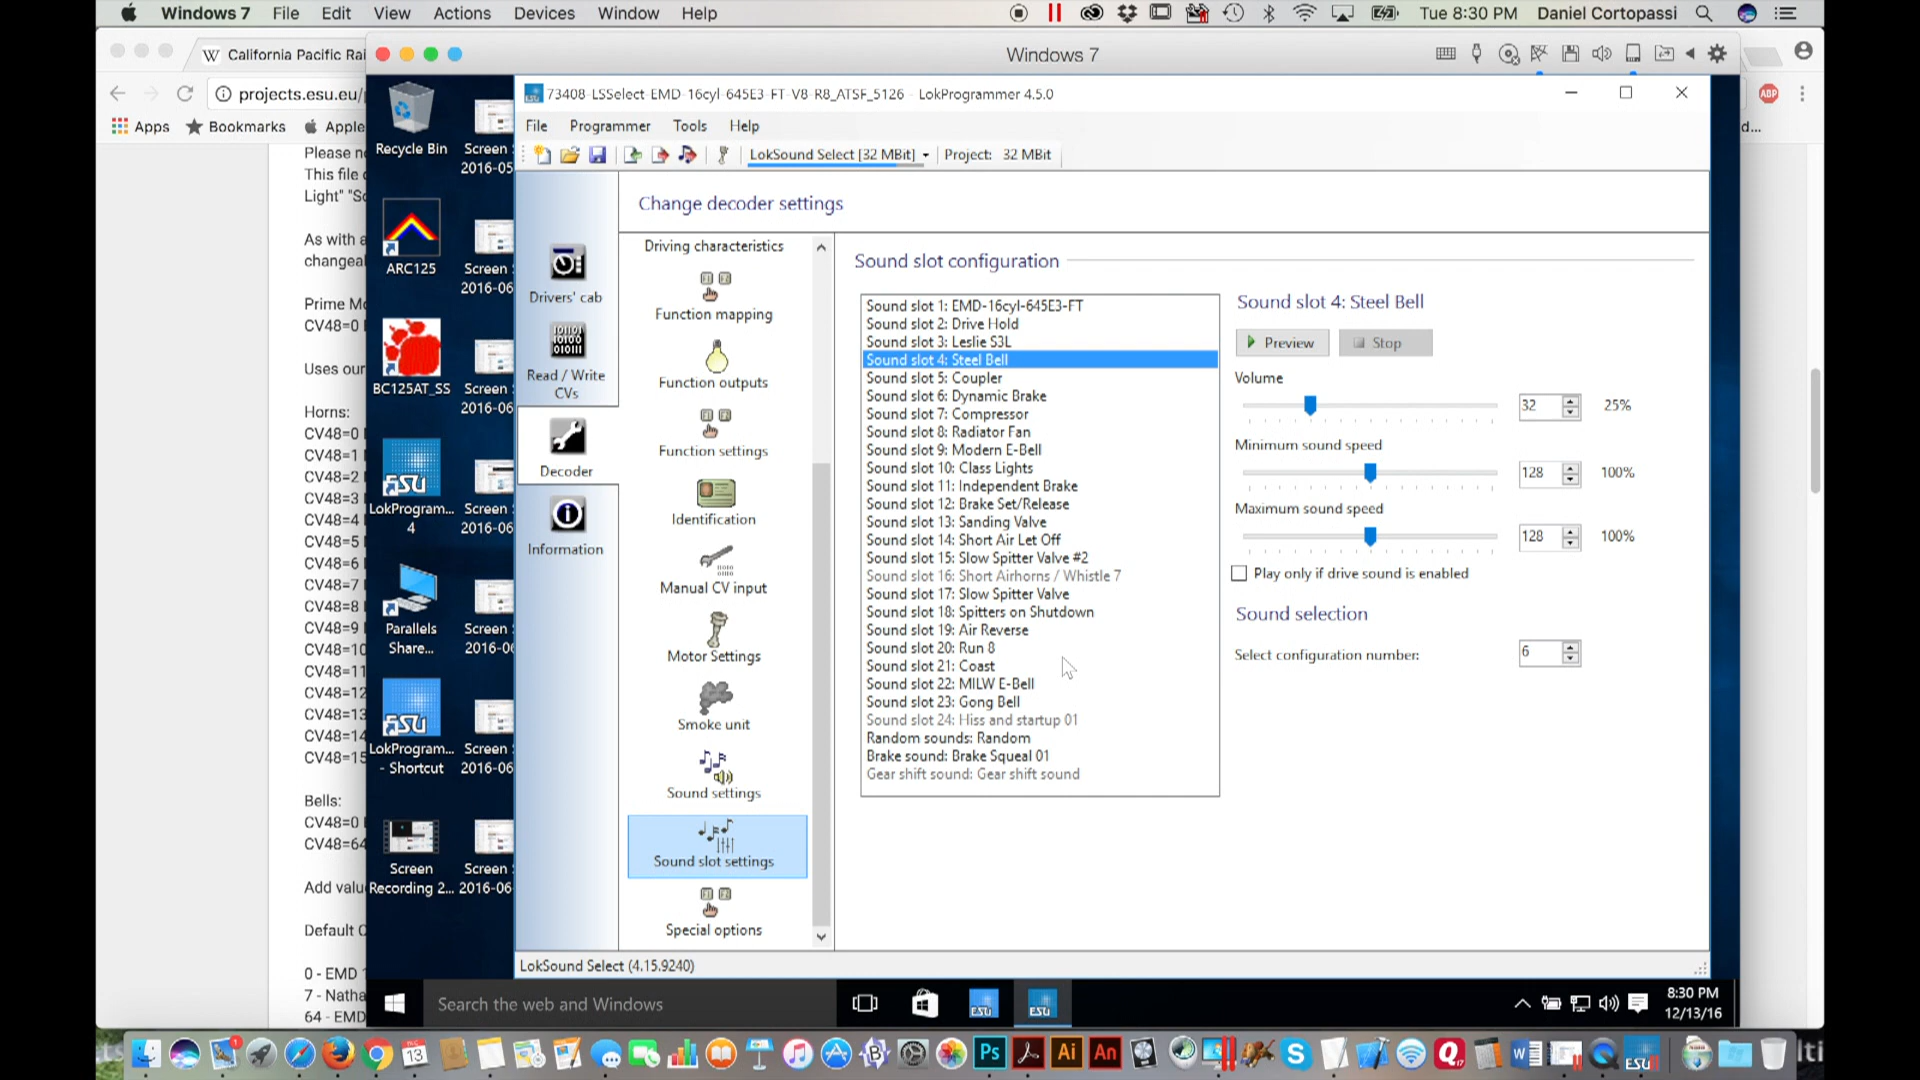 Windows 7 File Edit View Actions Devices Window Help
Tue 8:30 PM Daniel Cortopassi
California Pacific Rai
Windows 7
projects.esu.eu/
ABP
Apps Bookmarks Apple
d...
73408-LSSelect-EMD-16cyl-645E3-FT-V8-R8_ATSF_5126 - LokProgrammer 4.5.0
File Programmer Tools Help
LokSound Select [32 MBit] Project: 32 MBit
Please no
This file c
Light" "So
As with a
changeal
Prime Mo
CV48=0
Uses our
Horns:
CV48=0
CV48=1
CV48=2
CV48=3
CV48=4
CV48=5
CV48=6
CV48=7
CV48=8
CV48=9
CV48=10
CV48=11
CV48=12
CV48=13
CV48=14
CV48=15
Bells:
CV48=0
CV48=64
Add valu
Default C
0 - EMD
7 - Natha
64 - EMD
Recycle Bin
ARC125
BC125AT_SS
LokProgram... 4
Parallels Share...
LokProgram... - Shortcut
Screen Recording 2...
Screen 2016-05
Screen 2016-06
Screen 2016-06
Screen 2016-06
Screen 2016-06
Screen 2016-06
Screen 2016-06
Drivers' cab
Read / Write CVs
Decoder
Information
Change decoder settings
Driving characteristics
Function mapping
Function outputs
Function settings
Identification
Manual CV input
Motor Settings
Smoke unit
Sound settings
Sound slot settings
Special options
Sound slot configuration
Sound slot 1: EMD-16cyl-645E3-FT
Sound slot 2: Drive Hold
Sound slot 3: Leslie S3L
Sound slot 4: Steel Bell
Sound slot 5: Coupler
Sound slot 6: Dynamic Brake
Sound slot 7: Compressor
Sound slot 8: Radiator Fan
Sound slot 9: Modern E-Bell
Sound slot 10: Class Lights
Sound slot 11: Independent Brake
Sound slot 12: Brake Set/Release
Sound slot 13: Sanding Valve
Sound slot 14: Short Air Let Off
Sound slot 15: Slow Spitter Valve #2
Sound slot 16: Short Airhorns / Whistle 7
Sound slot 17: Slow Spitter Valve
Sound slot 18: Spitters on Shutdown
Sound slot 19: Air Reverse
Sound slot 20: Run 8
Sound slot 21: Coast
Sound slot 22: MILW E-Bell
Sound slot 23: Gong Bell
Sound slot 24: Hiss and startup 01
Random sounds: Random
Brake sound: Brake Squeal 01
Gear shift sound: Gear shift sound
Sound slot 4: Steel Bell
Preview Stop
Volume
32 25%
Minimum sound speed
128 100%
Maximum sound speed
128 100%
Play only if drive sound is enabled
Sound selection
Select configuration number: 6
LokSound Select (4.15.9240)
Search the web and Windows
8:30 PM
12/13/16